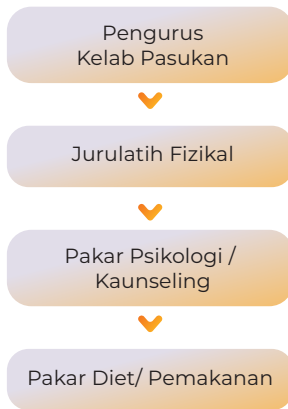 Pengurus
Kelab Pasukan
Jurulatih Fizikal
Pakar Psikologi /
Kaunseling
Pakar Diet/ Pemakanan